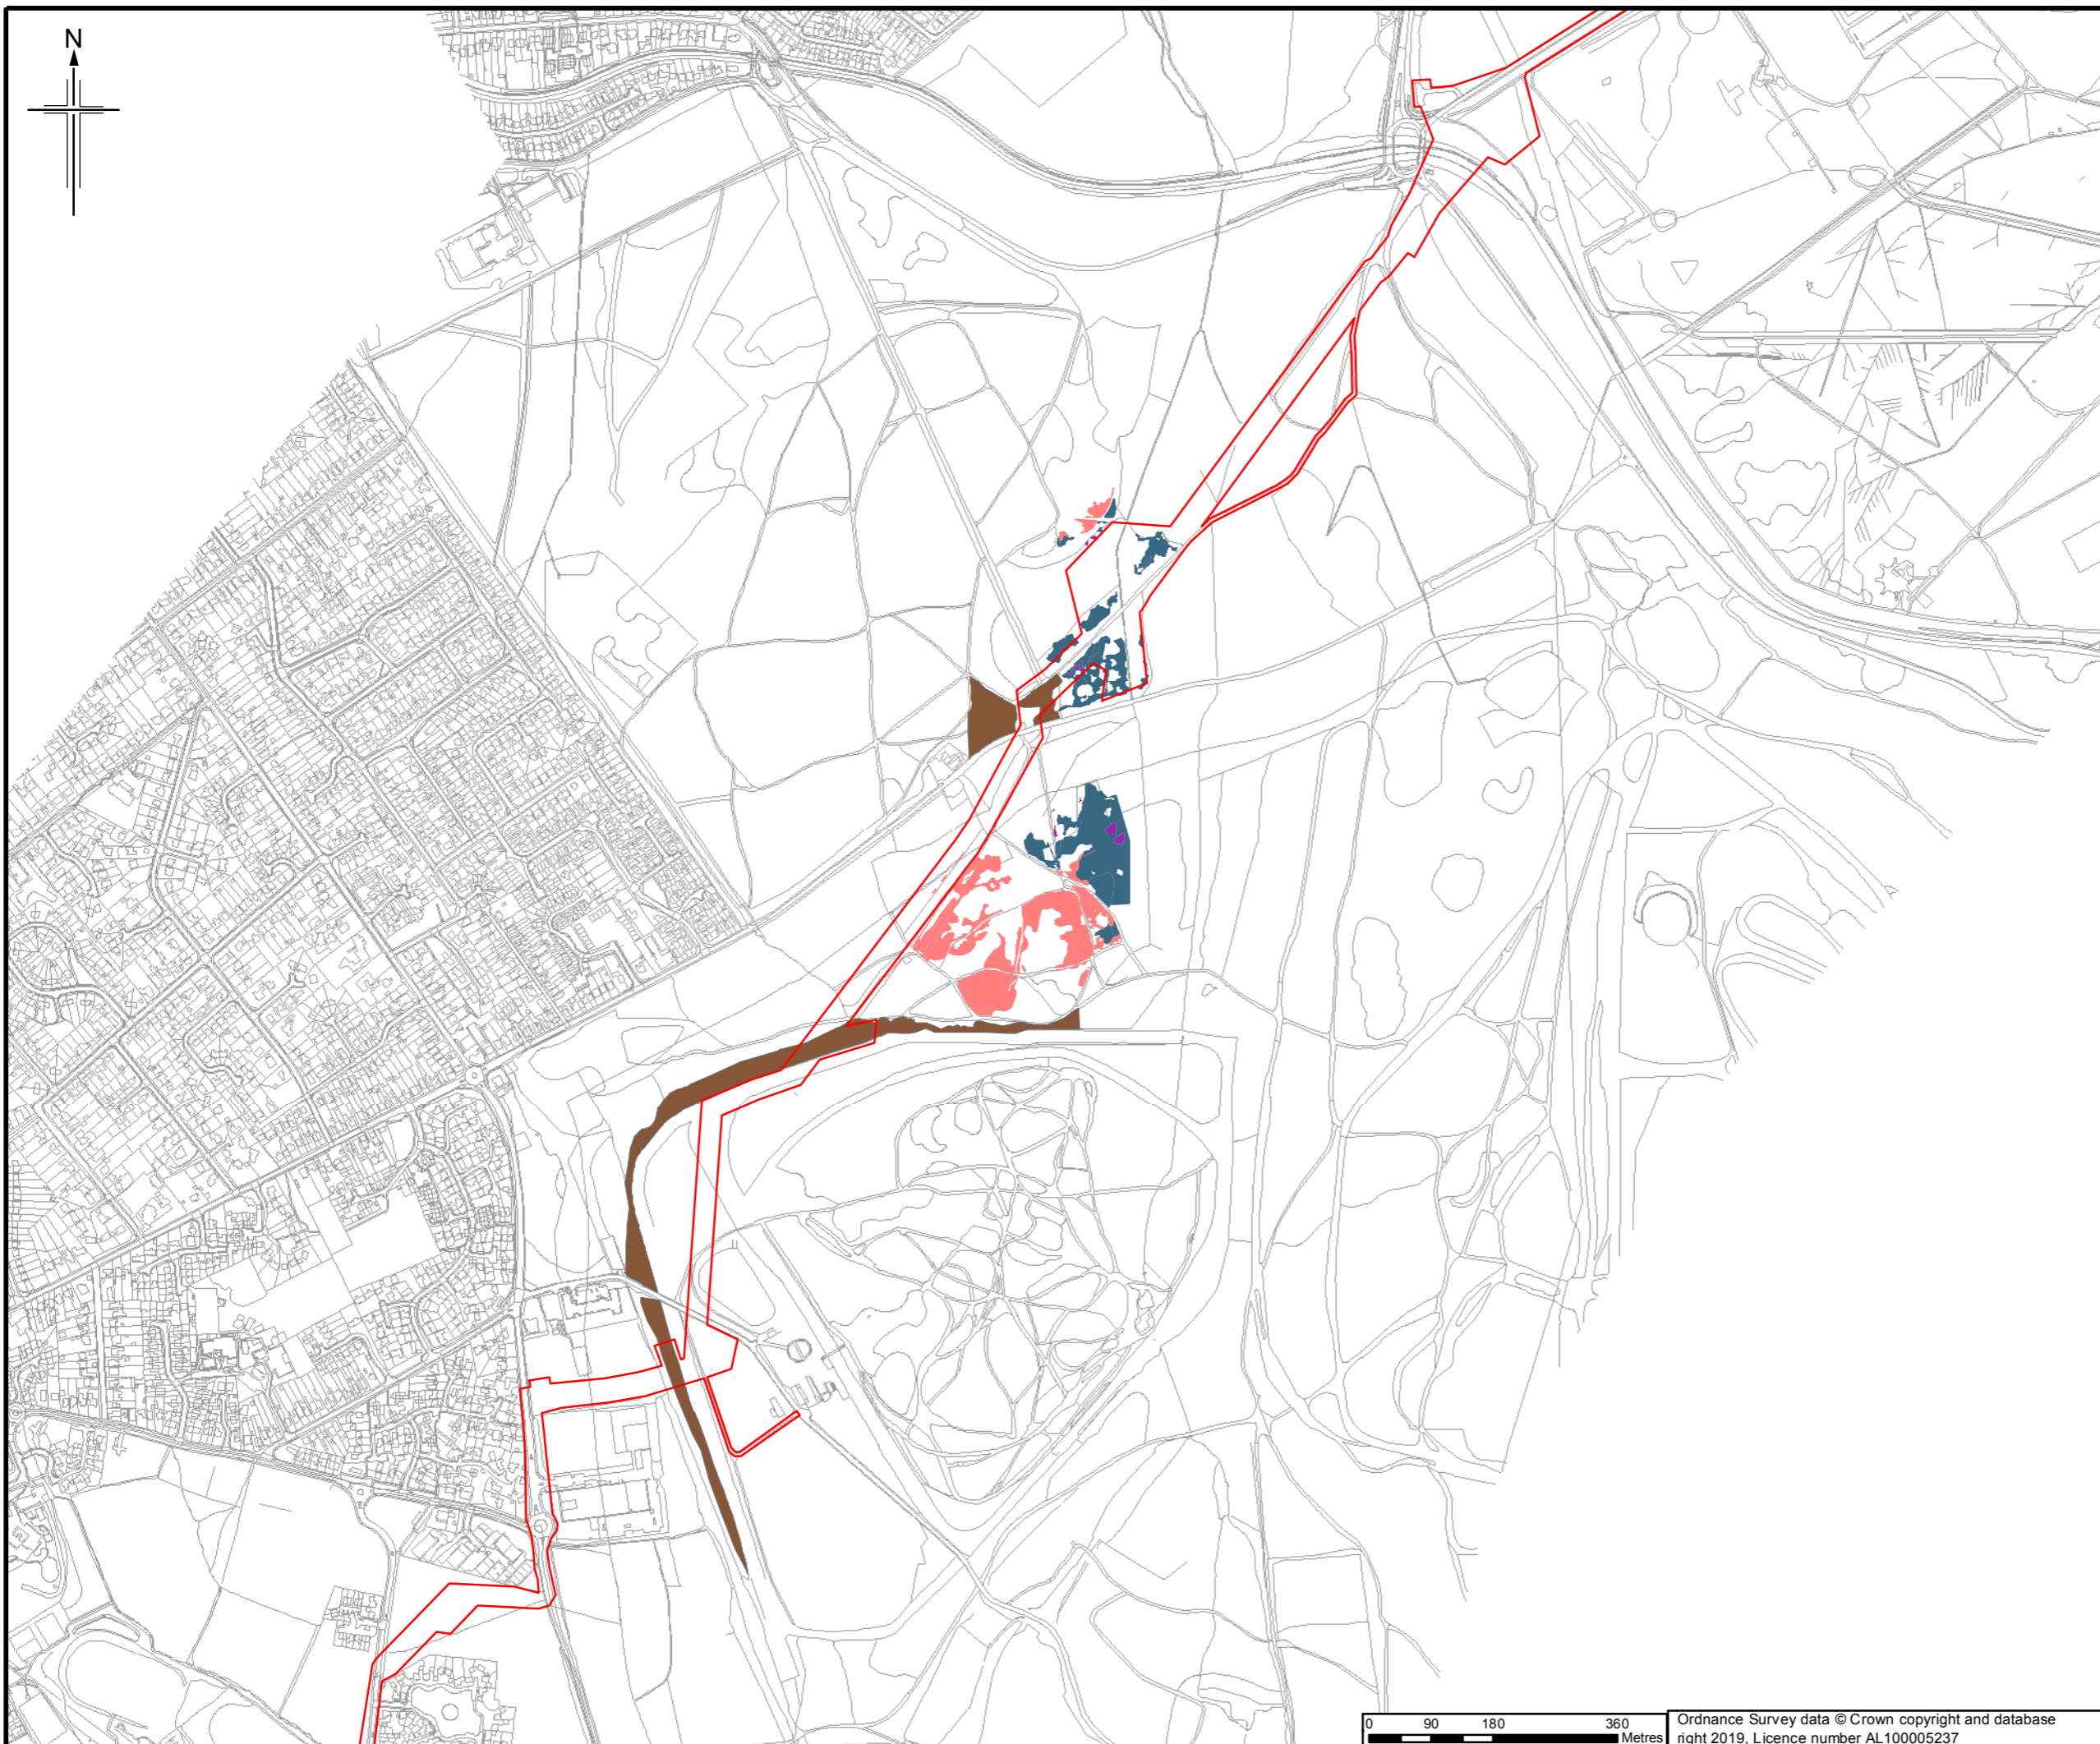 N
0 90 180 360
Metres
Ordnance Survey data © Crown copyright and database
right 2019. Licence number AL100005237